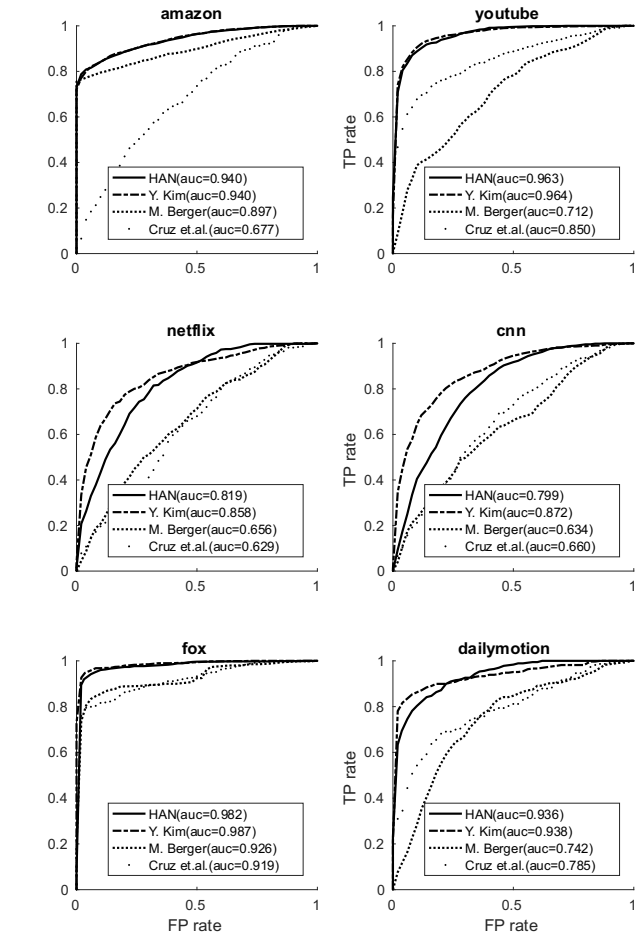 amazon
1
0.8
0.6
0.4
0.2
0
0
0.5
1
HAN(auc=0.940)
Y. Kim(auc=0.940)
M. Berger(auc=0.897)
Cruz et.al.(auc=0.677)
youtube
TP rate
1
0.8
0.6
0.4
0.2
0
0
0.5
1
HAN(auc=0.963)
Y. Kim(auc=0.964)
M. Berger(auc=0.712)
Cruz et.al.(auc=0.850)
netflix
1
0.8
0.6
0.4
0.2
0
0
0.5
1
HAN(auc=0.819)
Y. Kim(auc=0.858)
M. Berger(auc=0.656)
Cruz et.al.(auc=0.629)
cnn
TP rate
1
0.8
0.6
0.4
0.2
0
0
0.5
1
HAN(auc=0.799)
Y. Kim(auc=0.872)
M. Berger(auc=0.634)
Cruz et.al.(auc=0.660)
fox
1
0.8
0.6
0.4
0.2
0
0
0.5
1
FP rate
HAN(auc=0.982)
Y. Kim(auc=0.987)
M. Berger(auc=0.926)
Cruz et.al.(auc=0.919)
dailymotion
TP rate
1
0.8
0.6
0.4
0.2
0
0
0.5
1
FP rate
HAN(auc=0.936)
Y. Kim(auc=0.938)
M. Berger(auc=0.742)
Cruz et.al.(auc=0.785)